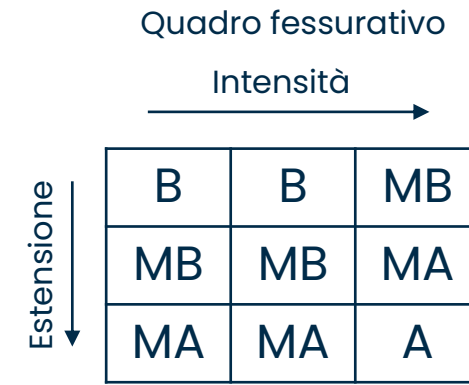 Quadro fessurativo
Intensità
Estensione
B B MB
MB MB MA
MA MA A